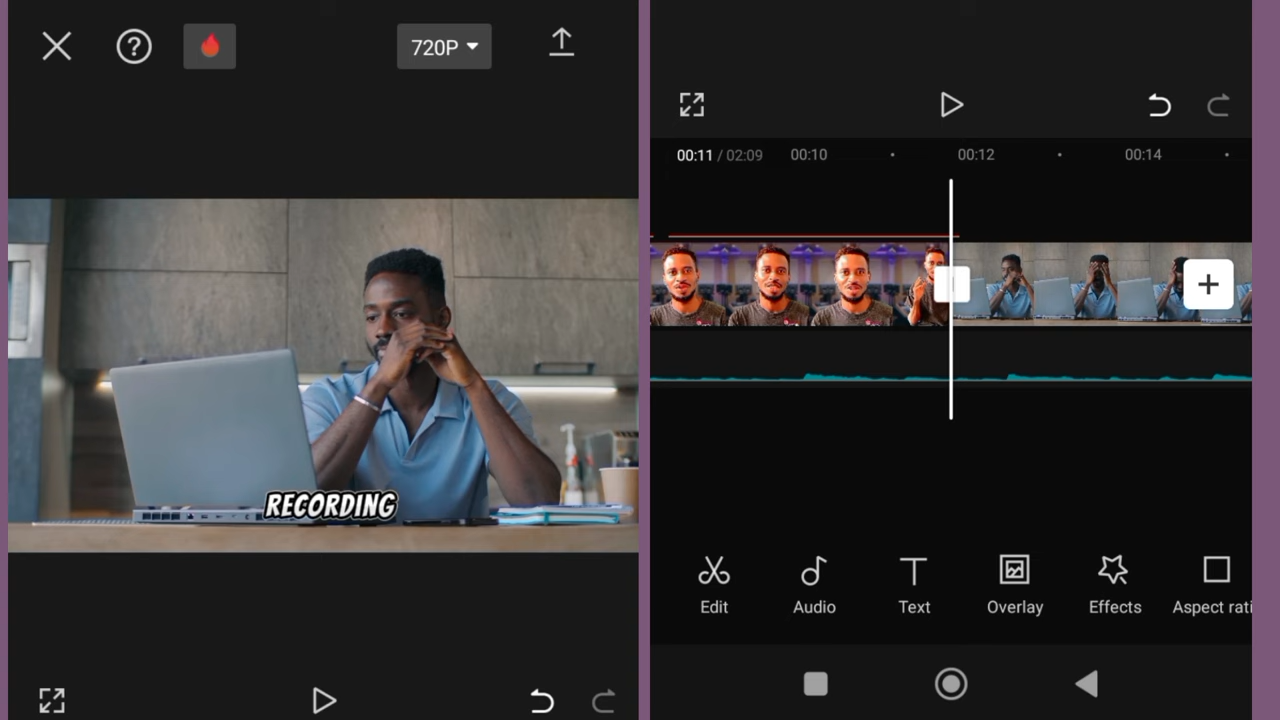 720P
RECORDING
00:11 / 02:09 00:10 00:12 00:14
Edit Audio Text Overlay Effects Aspect rati